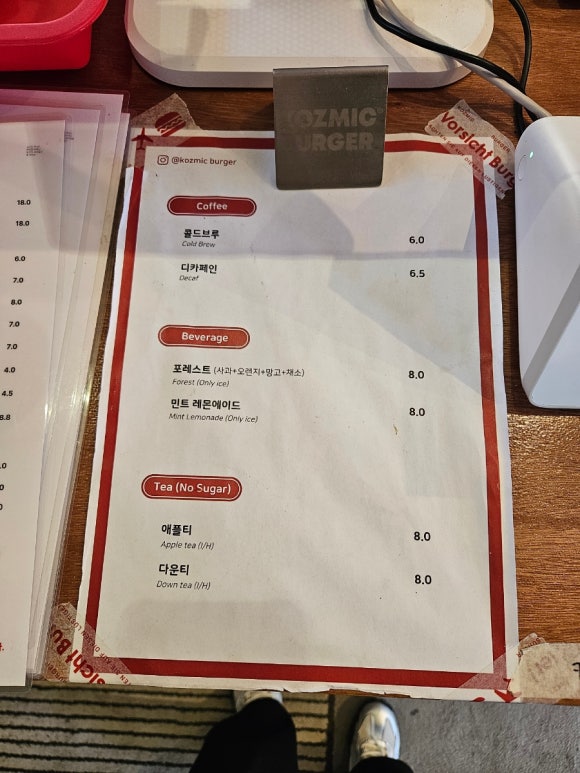 KOZMIC
BURGER
@kozmic burger
Vorsicht Burg
Coffee
콜드브루 6.0
Cold Brew
디카페인 6.5
Decaf
Beverage
포레스트 (사과+오렌지+망고+채소) 8.0
Forest (Only ice)
민트 레몬에이드 8.0
Mint Lemonade (Only ice)
Tea (No Sugar)
애플티 8.0
Apple tea (I/H)
다운티 8.0
Down tea (I/H)
18.0
18.0
6.0
7.0
8.0
7.0
7.0
4.0
4.5
8.8
.0